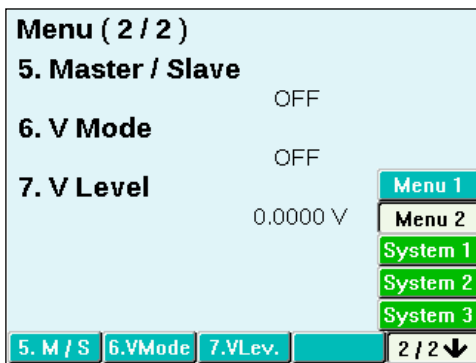 Menu ( 2 / 2 )
5. Master / Slave
OFF
6. V Mode
OFF
7. V Level
0.0000 V
Menu 1
Menu 2
System 1
System 2
System 3
5. M / S
6.VMode
7.VLev.
2 / 2